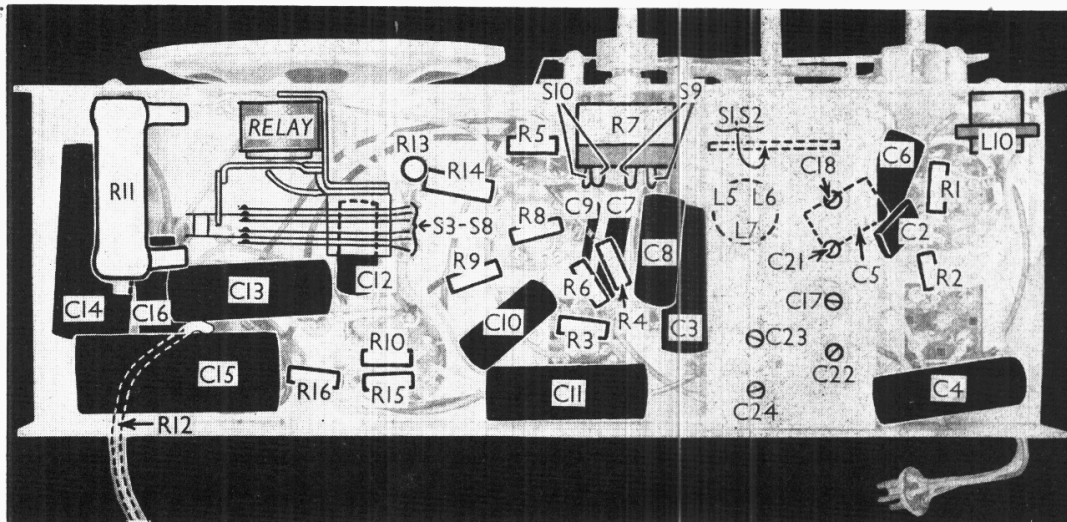 S10
S9
R7
S1,S2
RELAY
R5
L10
R13
C18
C6
R11
R14
R1
L5 L6
C9 C7
L7
S3-S8
R8
C8
C2
C21
C5
R9
C12
R2
R6
C13
R4
C17
C14
C16
C10
C3
R3
C23
R10
C22
C15
R16
R15
C11
C4
C24
R12